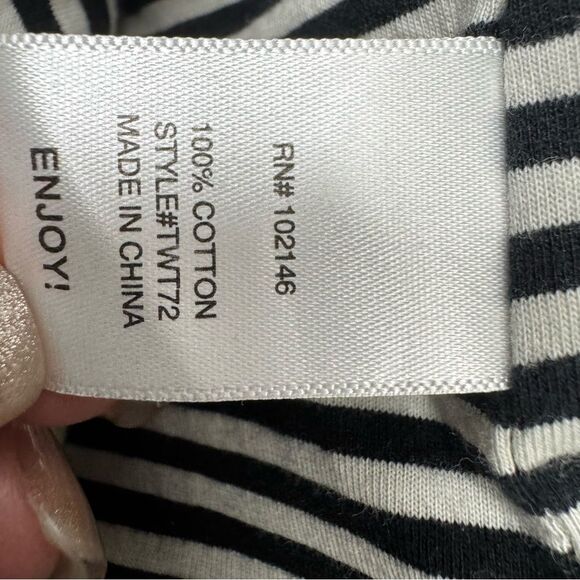 RN# 102146
100% COTTON
STYLE#TWT72
MADE IN CHINA
ENJOY!